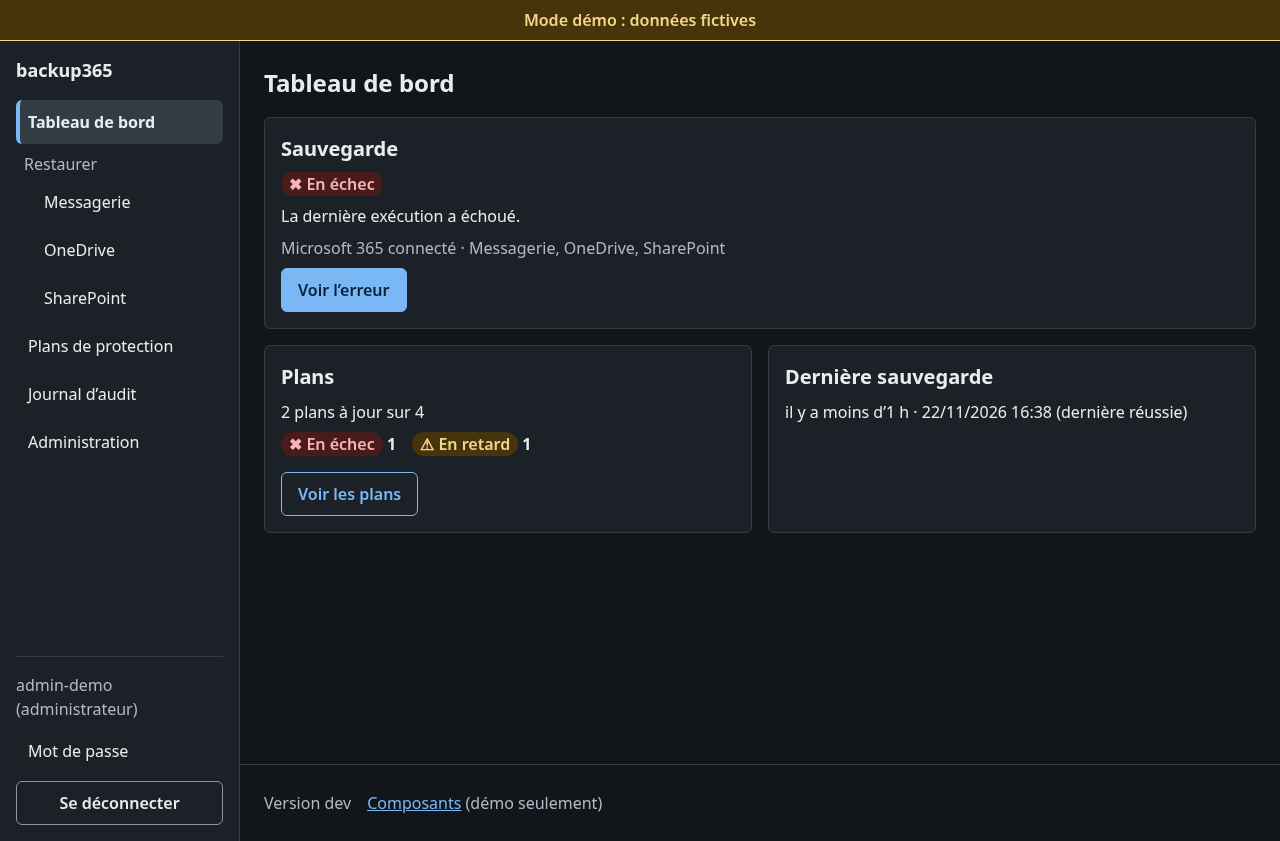 Mode démo : données fictives
backup365
Tableau de bord
Restaurer
Messagerie
OneDrive
SharePoint
Plans de protection
Journal d’audit
Administration
admin-demo
(administrateur)
Mot de passe
Se déconnecter
Tableau de bord
Sauvegarde
✖ En échec
La dernière exécution a échoué.
Microsoft 365 connecté · Messagerie, OneDrive, SharePoint
Voir l’erreur
Plans
2 plans à jour sur 4
✖ En échec 1 ⚠ En retard 1
Voir les plans
Dernière sauvegarde
il y a moins d’1 h · 22/11/2026 16:38 (dernière réussie)
Version dev Composants (démo seulement)